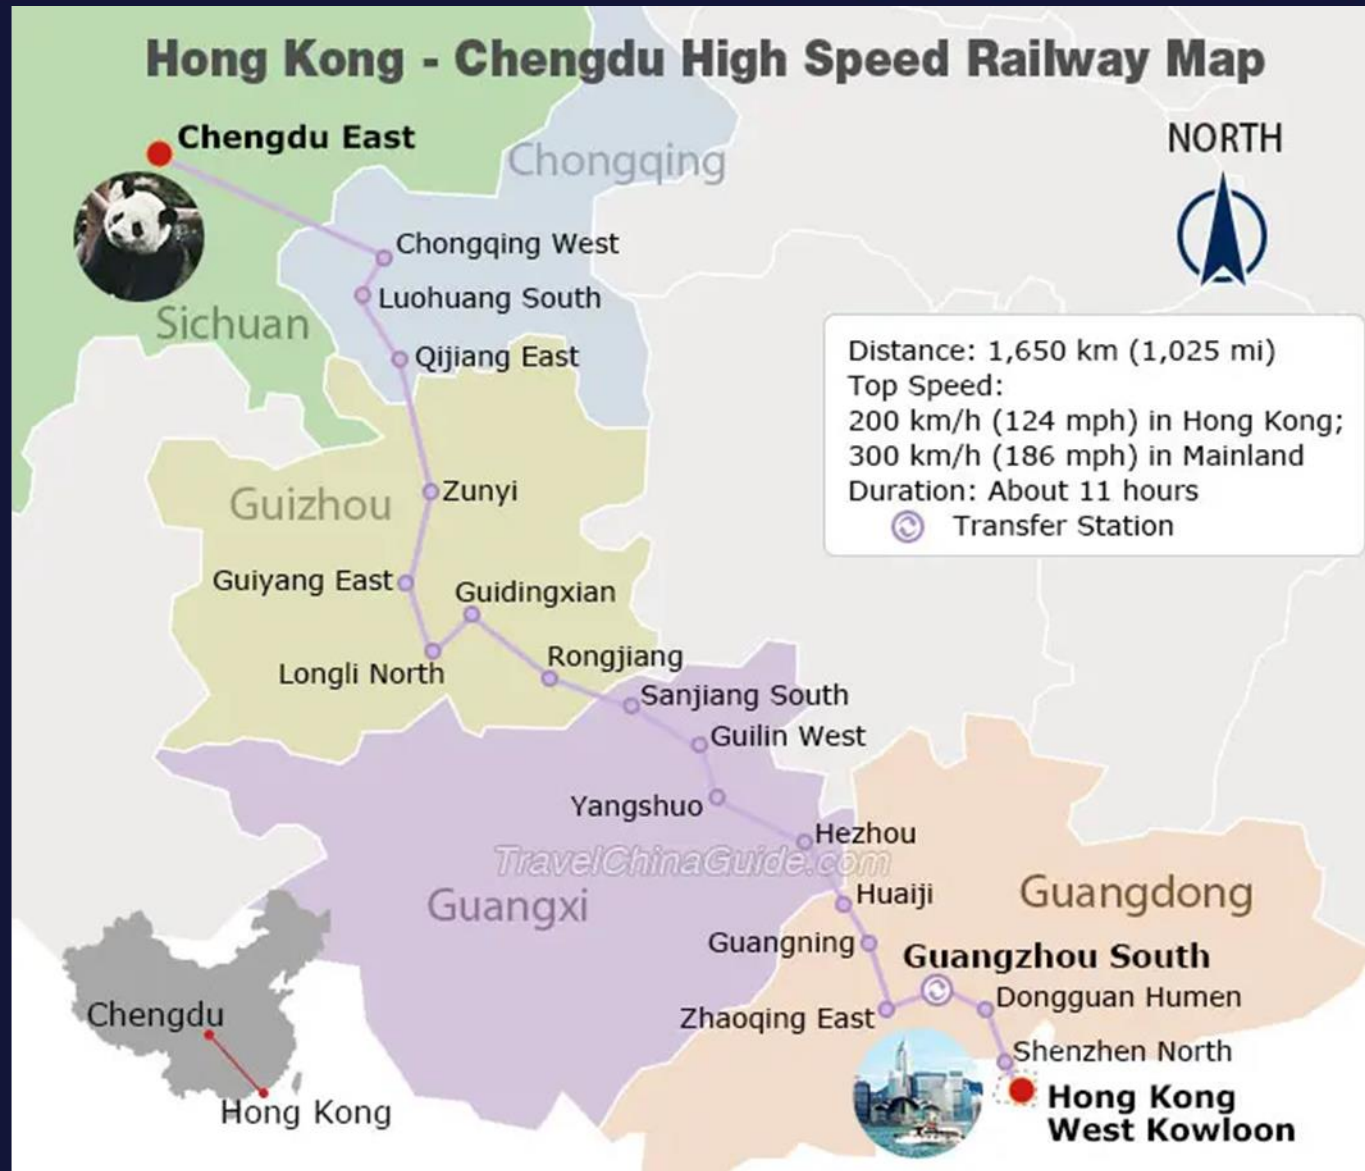 Hong Kong - Chengdu High Speed Railway Map
Chengdu East
NORTH
Chongqing
Chongqing West
Luohuang South
Sichuan
Qijiang East
Distance: 1,650 km (1,025 mi)
Top Speed:
200 km/h (124 mph) in Hong Kong;
300 km/h (186 mph) in Mainland
Duration: About 11 hours
Transfer Station
Zunyi
Guizhou
Guiyang East
Guidingxian
Longli North
Rongjiang
Sanjiang South
Guilin West
Yangshuo
Hezhou
TravelChinaGuide.com
Huaiji
Guangdong
Guangxi
Guangning
Guangzhou South
Dongguan Humen
Zhaoqing East
Chengdu
Shenzhen North
Hong Kong
West Kowloon
Hong Kong